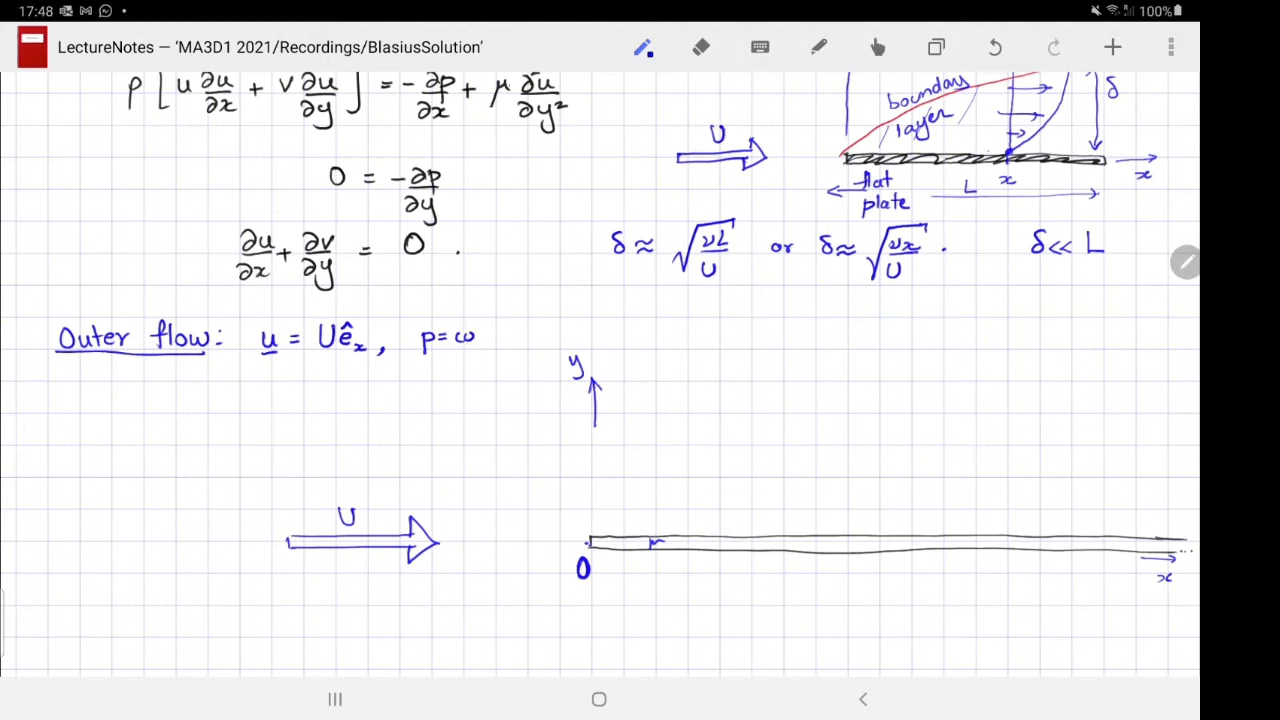 17:48
100%
LectureNotes — 'MA3D1 2021/Recordings/BlasiusSolution'
ρ [ u ∂u/∂x + v ∂u/∂y ] = - ∂p/∂x + μ ∂²u/∂y²
0 = - ∂p/∂y
∂u/∂x + ∂v/∂y = 0 .
boundary
layer
δ
U
flat
plate
L
x
x
δ ≈ √(νL/U) or δ ≈ √(νx/U) . δ << L
Outer flow: u = U ê_x , p = ∞
y
U
0
x
...